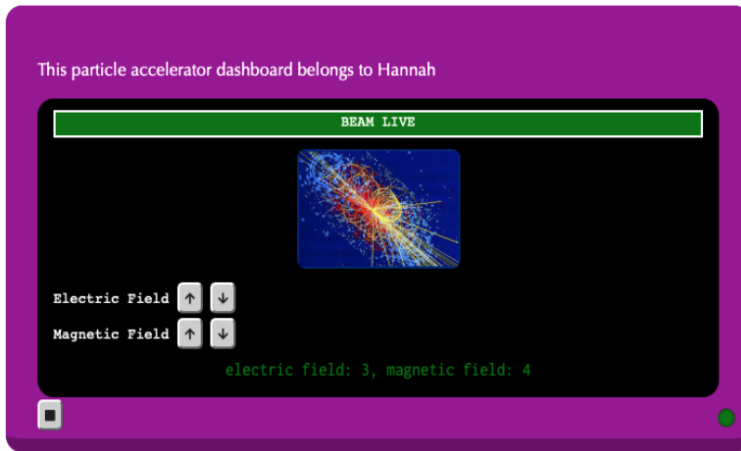 This particle accelerator dashboard belongs to Hannah
BEAM LIVE
Electric Field ↑ ↓
Magnetic Field ↑ ↓
electric field: 3, magnetic field: 4